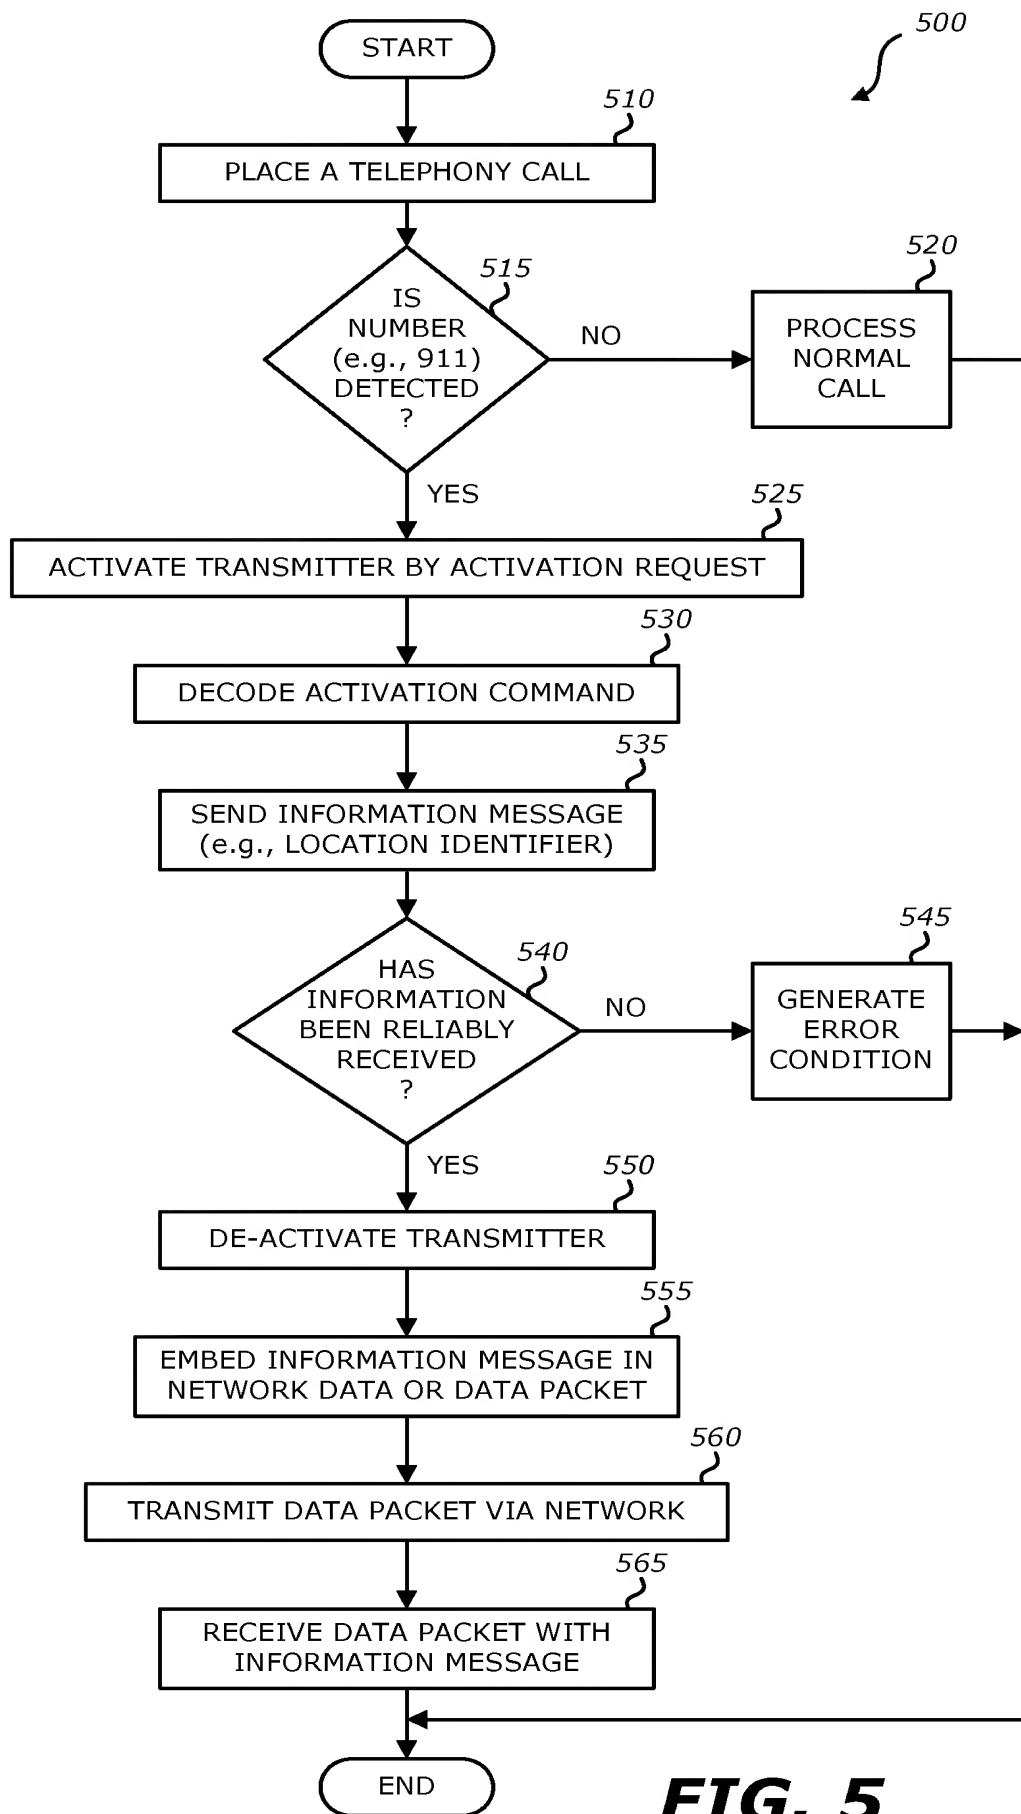 START
500
510
PLACE A TELEPHONY CALL
515
IS
NUMBER
(e.g., 911)
DETECTED
?
NO
520
PROCESS
NORMAL
CALL
YES
525
ACTIVATE TRANSMITTER BY ACTIVATION REQUEST
530
DECODE ACTIVATION COMMAND
535
SEND INFORMATION MESSAGE
(e.g., LOCATION IDENTIFIER)
540
HAS
INFORMATION
BEEN RELIABLY
RECEIVED
?
NO
545
GENERATE
ERROR
CONDITION
YES
550
DE-ACTIVATE TRANSMITTER
555
EMBED INFORMATION MESSAGE IN
NETWORK DATA OR DATA PACKET
560
TRANSMIT DATA PACKET VIA NETWORK
565
RECEIVE DATA PACKET WITH
INFORMATION MESSAGE
END
FIG. 5